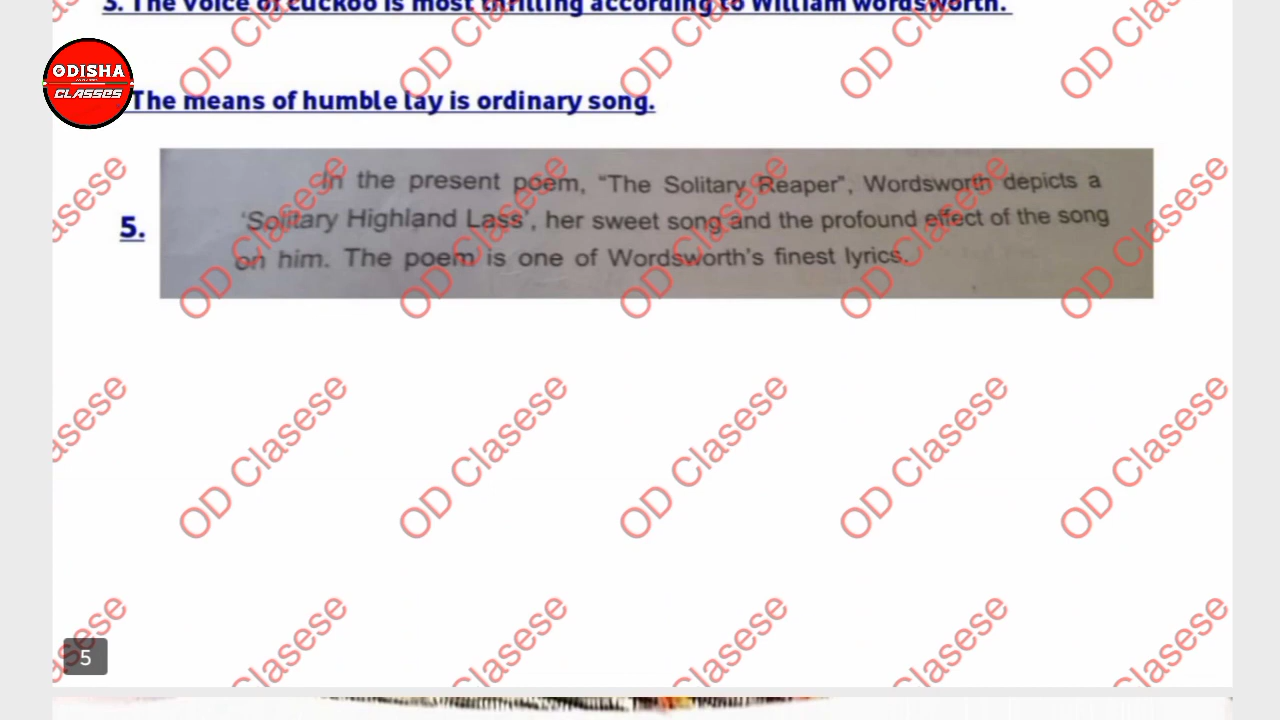 3. The voice of cuckoo is most thrilling according to William wordsworth.
ODISHA
CLASSES
The means of humble lay is ordinary song.
5.
In the present poem, “The Solitary Reaper”, Wordsworth depicts a
‘Solitary Highland Lass’, her sweet song and the profound effect of the song
on him. The poem is one of Wordsworth’s finest lyrics.
OD Clasese
5